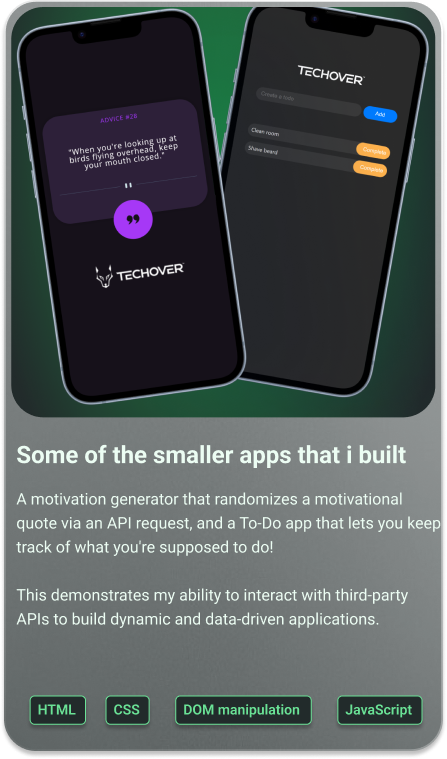 ADVICE #28
"When you're looking up at
birds flying overhead, keep
your mouth closed."
TECHOVER
TECHOVER
Create a todo
Add
Clean room
Complete
Shave beard
Complete
Some of the smaller apps that i built
A motivation generator that randomizes a motivational
quote via an API request, and a To-Do app that lets you keep
track of what you're supposed to do!
This demonstrates my ability to interact with third-party
APIs to build dynamic and data-driven applications.
HTML CSS DOM manipulation JavaScript